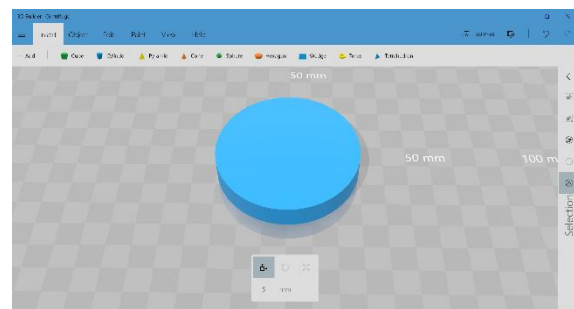 3D Builder Centrifuge
Insert Object Edit Paint View Help
Add Cube Cylinder Pyramid Cone Sphere Hexagon Wedge Torus Tetrahedron
50 mm
50 mm
100 m
Selection
5 mm